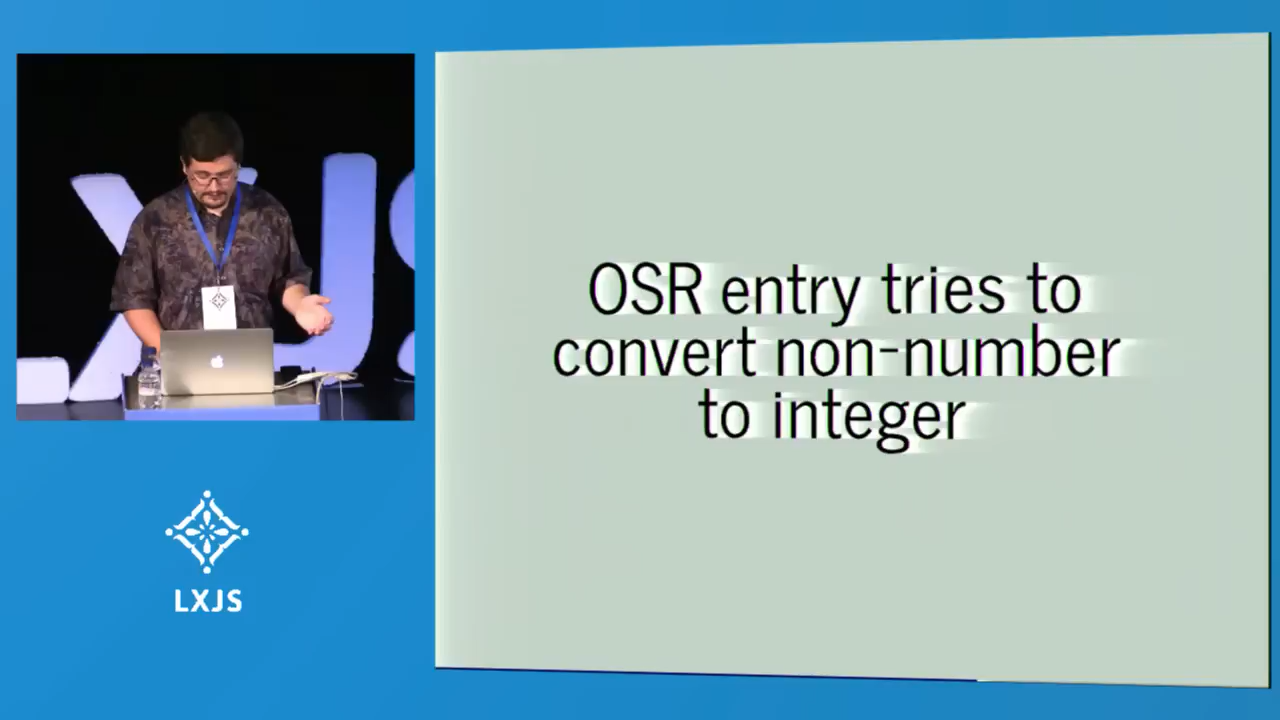 OSR entry tries to
convert non-number
to integer
LXJS